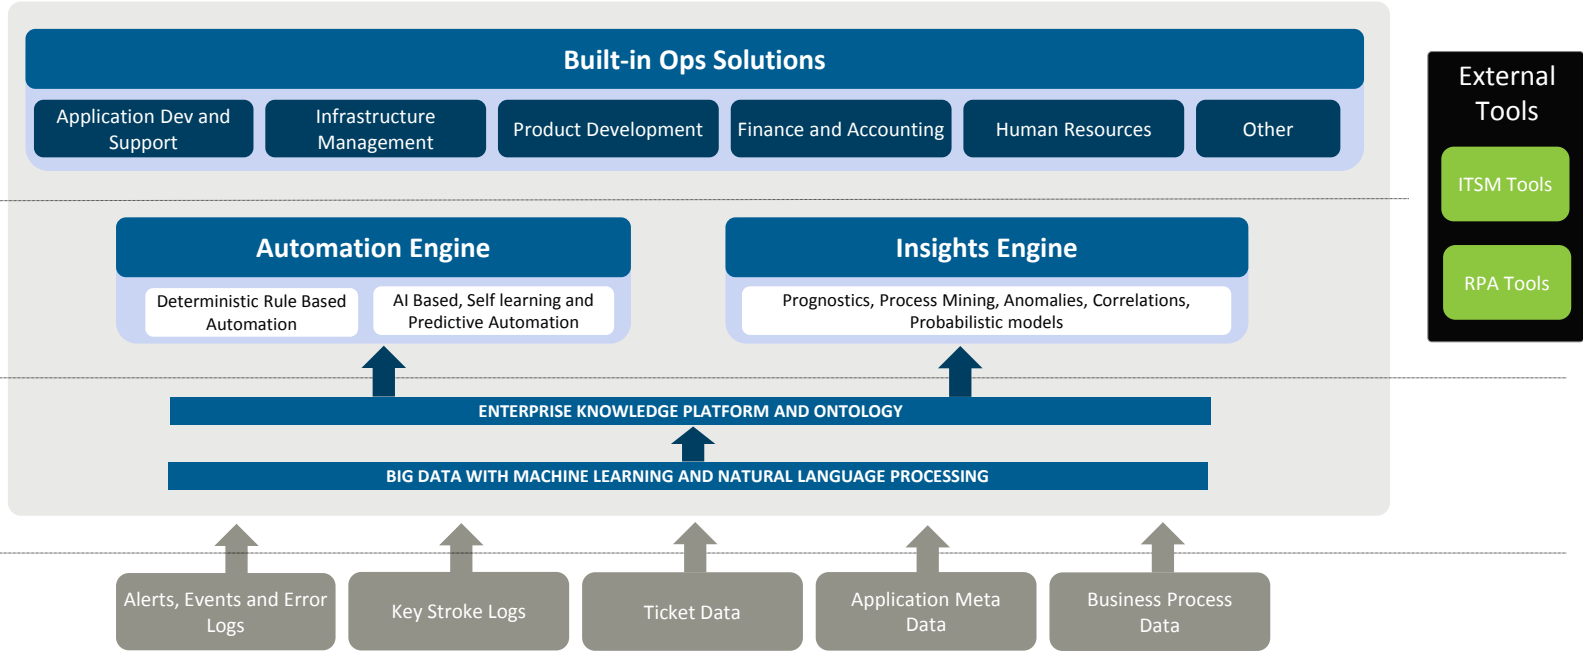 Built-in Ops Solutions
Application Dev and
Support
Infrastructure
Management
Product Development
Finance and Accounting
Human Resources
Other
External
Tools
ITSM Tools
RPA Tools
Automation Engine
Deterministic Rule Based
Automation
AI Based, Self learning and
Predictive Automation
Insights Engine
Prognostics, Process Mining, Anomalies, Correlations,
Probabilistic models
ENTERPRISE KNOWLEDGE PLATFORM AND ONTOLOGY
BIG DATA WITH MACHINE LEARNING AND NATURAL LANGUAGE PROCESSING
Alerts, Events and Error
Logs
Key Stroke Logs
Ticket Data
Application Meta
Data
Business Process
Data